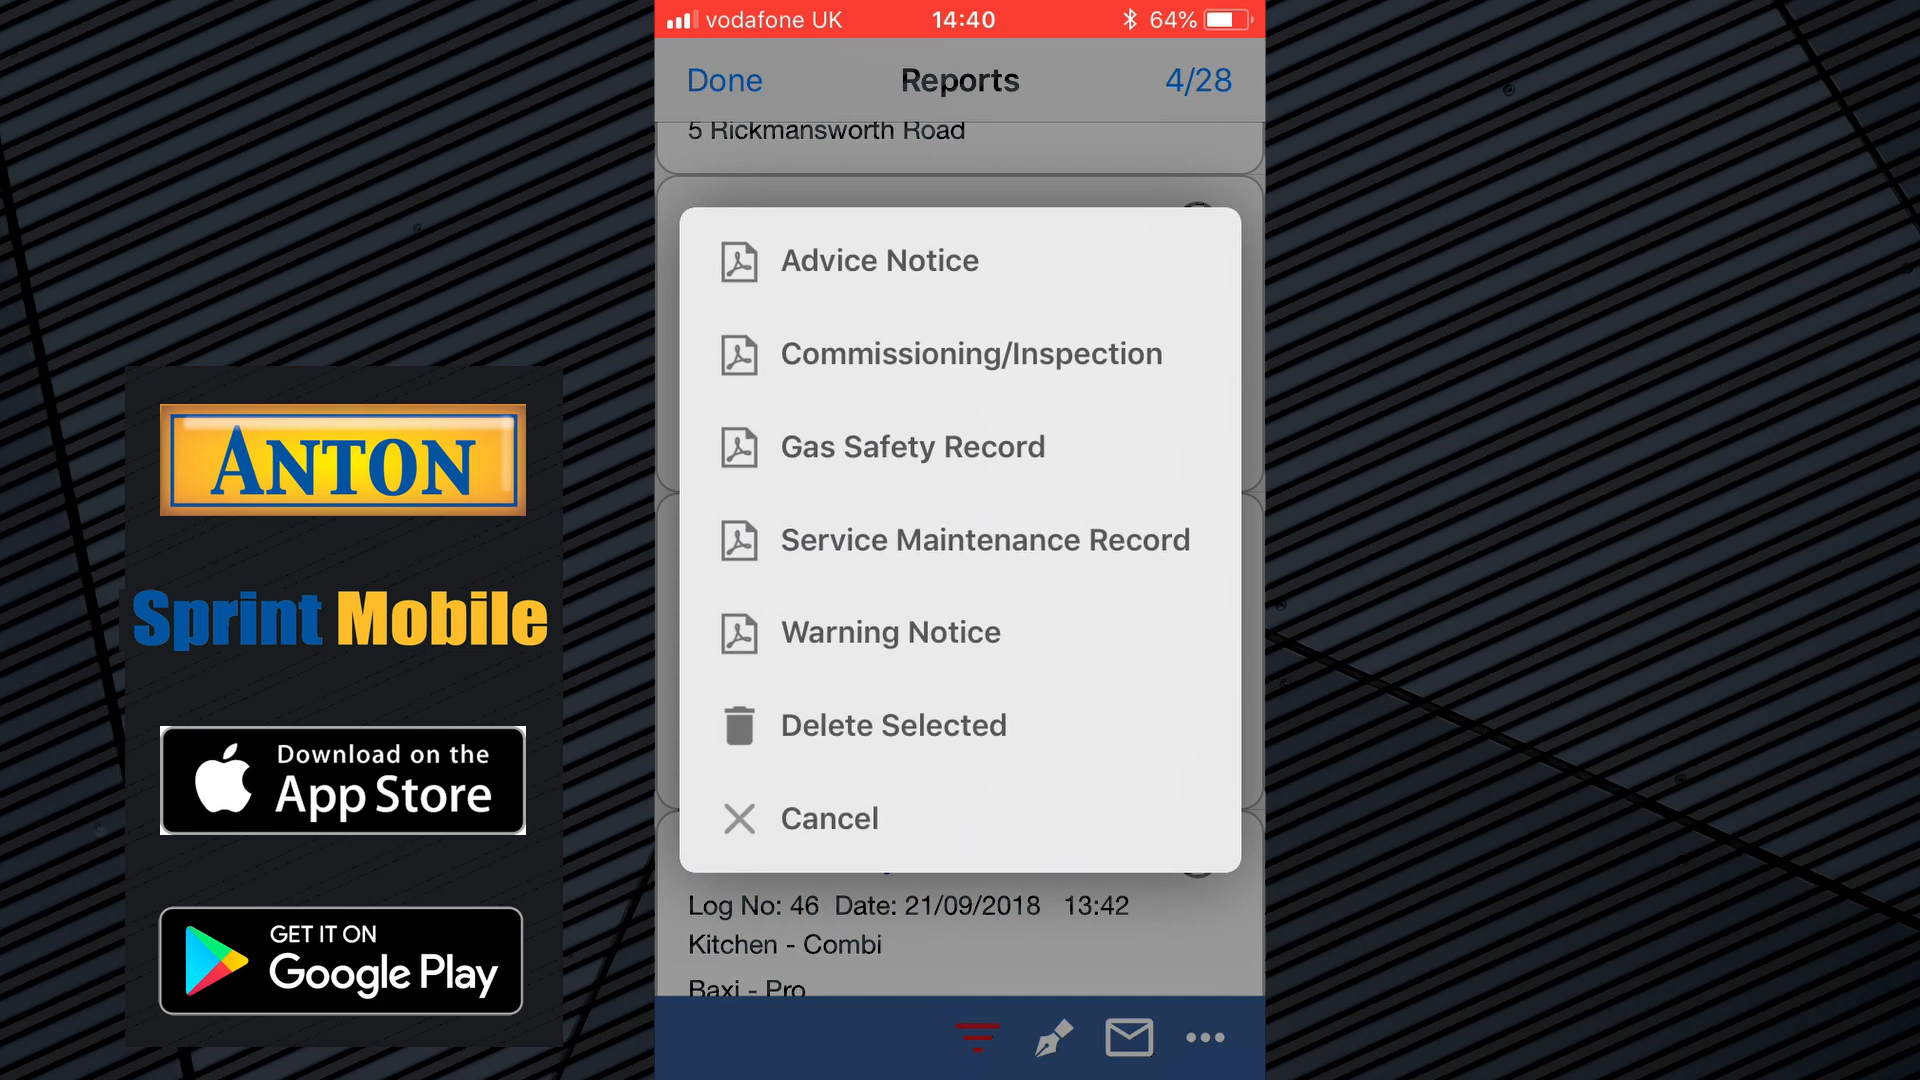 vodafone UK 14:40 64%
Done Reports 4/28
5 Rickmansworth Road
Advice Notice
Commissioning/Inspection
Gas Safety Record
Service Maintenance Record
Warning Notice
Delete Selected
Cancel
Log No: 46 Date: 21/09/2018 13:42
Kitchen - Combi
Baxi - Pro
ANTON
Sprint Mobile
Download on the
App Store
GET IT ON
Google Play